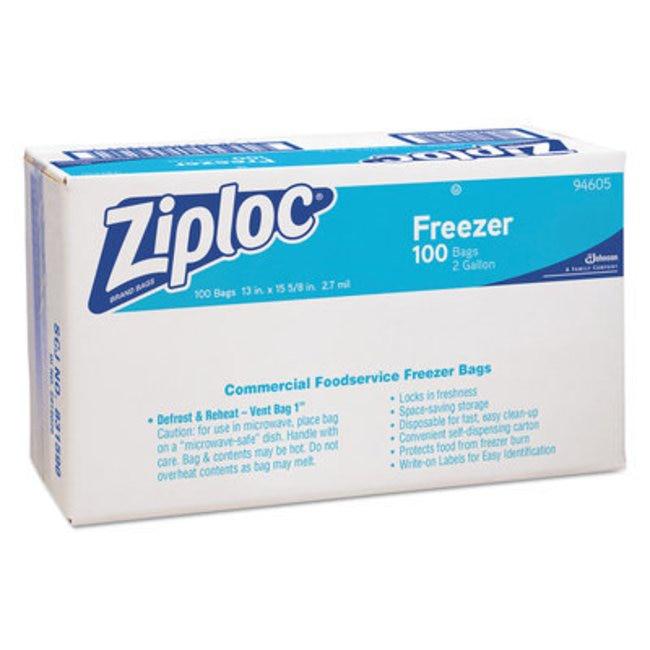 Ziploc
Ziploc®
BRAND BAGS
100 Bags 13 in. x 15 5/8 in. 2.7 mil
94605
Freezer
100 Bags
2 Gallon
Johnson
A FAMILY COMPANY
Commercial Foodservice Freezer Bags
• Defrost & Reheat – Vent Bag 1"
Caution: for use in microwave, place bag
on a "microwave-safe" dish. Handle with
care. Bag & contents may be hot. Do not
overheat contents as bag may melt.
• Locks in freshness
• Space-saving storage
• Disposable for fast, easy clean-up
• Convenient self-dispensing carton
• Protects food from freezer burn
• Write-on Labels for Easy Identification
SCJ NO.